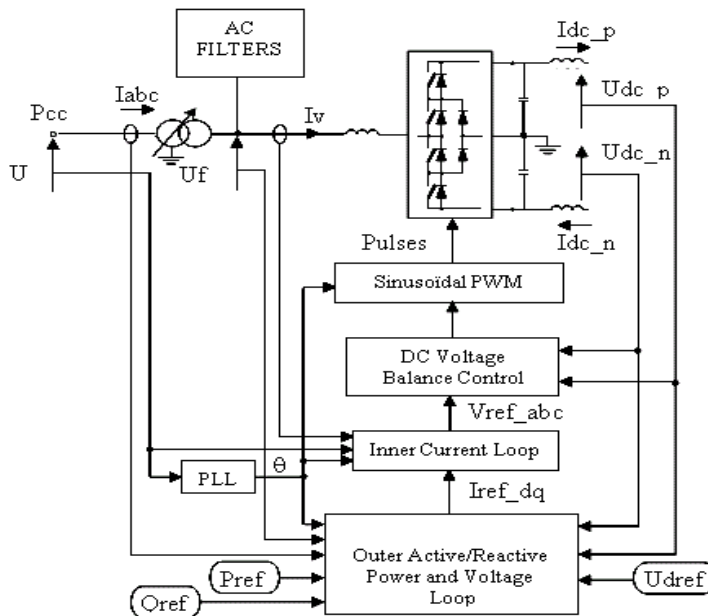 AC
FILTERS
Idc_p
Iabc
Udc_p
Pcc
Iv
U
Uf
Udc_n
Idc_n
Pulses
Sinusoïdal PWM
DC Voltage
Balance Control
Vref_abc
Inner Current Loop
PLL
θ
Iref_dq
Outer Active/Reactive
Power and Voltage
Loop
Pref
Udref
Qref